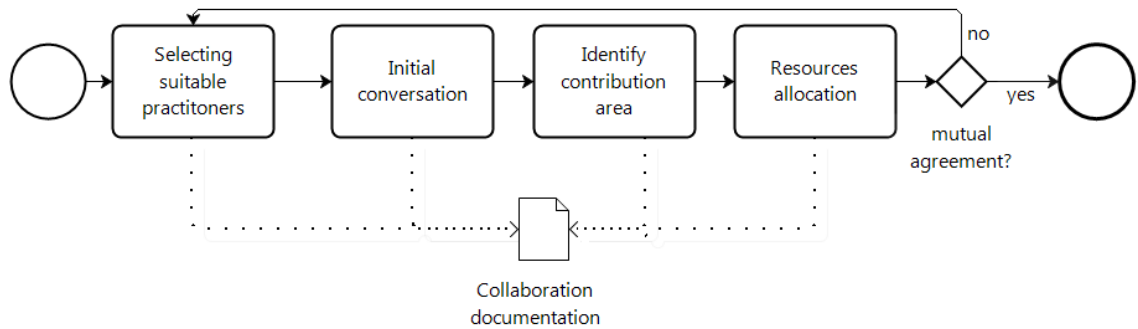 Selecting
suitable
practitoners
Initial
conversation
Identify
contribution
area
Resources
allocation
no
yes
mutual
agreement?
Collaboration
documentation